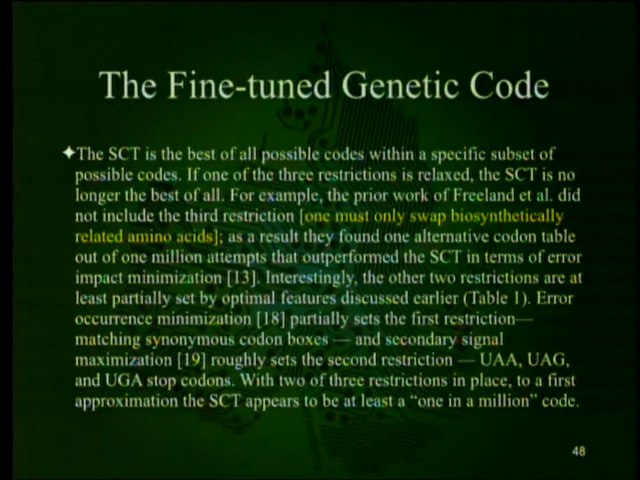 The Fine-tuned Genetic Code
✦The SCT is the best of all possible codes within a specific subset of
possible codes. If one of the three restrictions is relaxed, the SCT is no
longer the best of all. For example, the prior work of Freeland et al. did
not include the third restriction [one must only swap biosynthetically
related amino acids]; as a result they found one alternative codon table
out of one million attempts that outperformed the SCT in terms of error
impact minimization [13]. Interestingly, the other two restrictions are at
least partially set by optimal features discussed earlier (Table 1). Error
occurrence minimization [18] partially sets the first restriction—
matching synonymous codon boxes — and secondary signal
maximization [19] roughly sets the second restriction — UAA, UAG,
and UGA stop codons. With two of three restrictions in place, to a first
approximation the SCT appears to be at least a “one in a million” code.
48